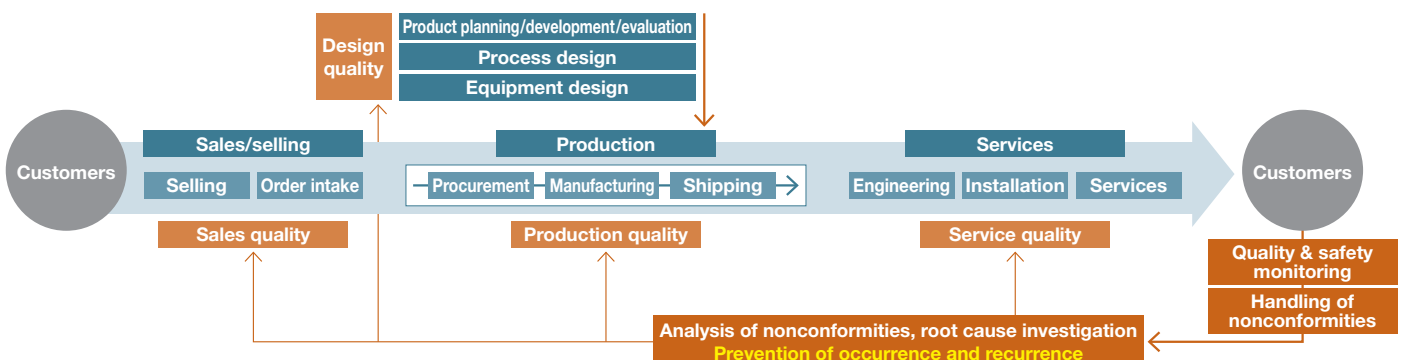 Product planning/development/evaluation
Design
quality
Process design
Equipment design
Customers
Sales/selling
Production
Services
Customers
Selling
Order intake
Procurement
Manufacturing
Shipping
Engineering
Installation
Services
Sales quality
Production quality
Service quality
Quality & safety
monitoring
Handling of
nonconformities
Analysis of nonconformities, root cause investigation
Prevention of occurrence and recurrence